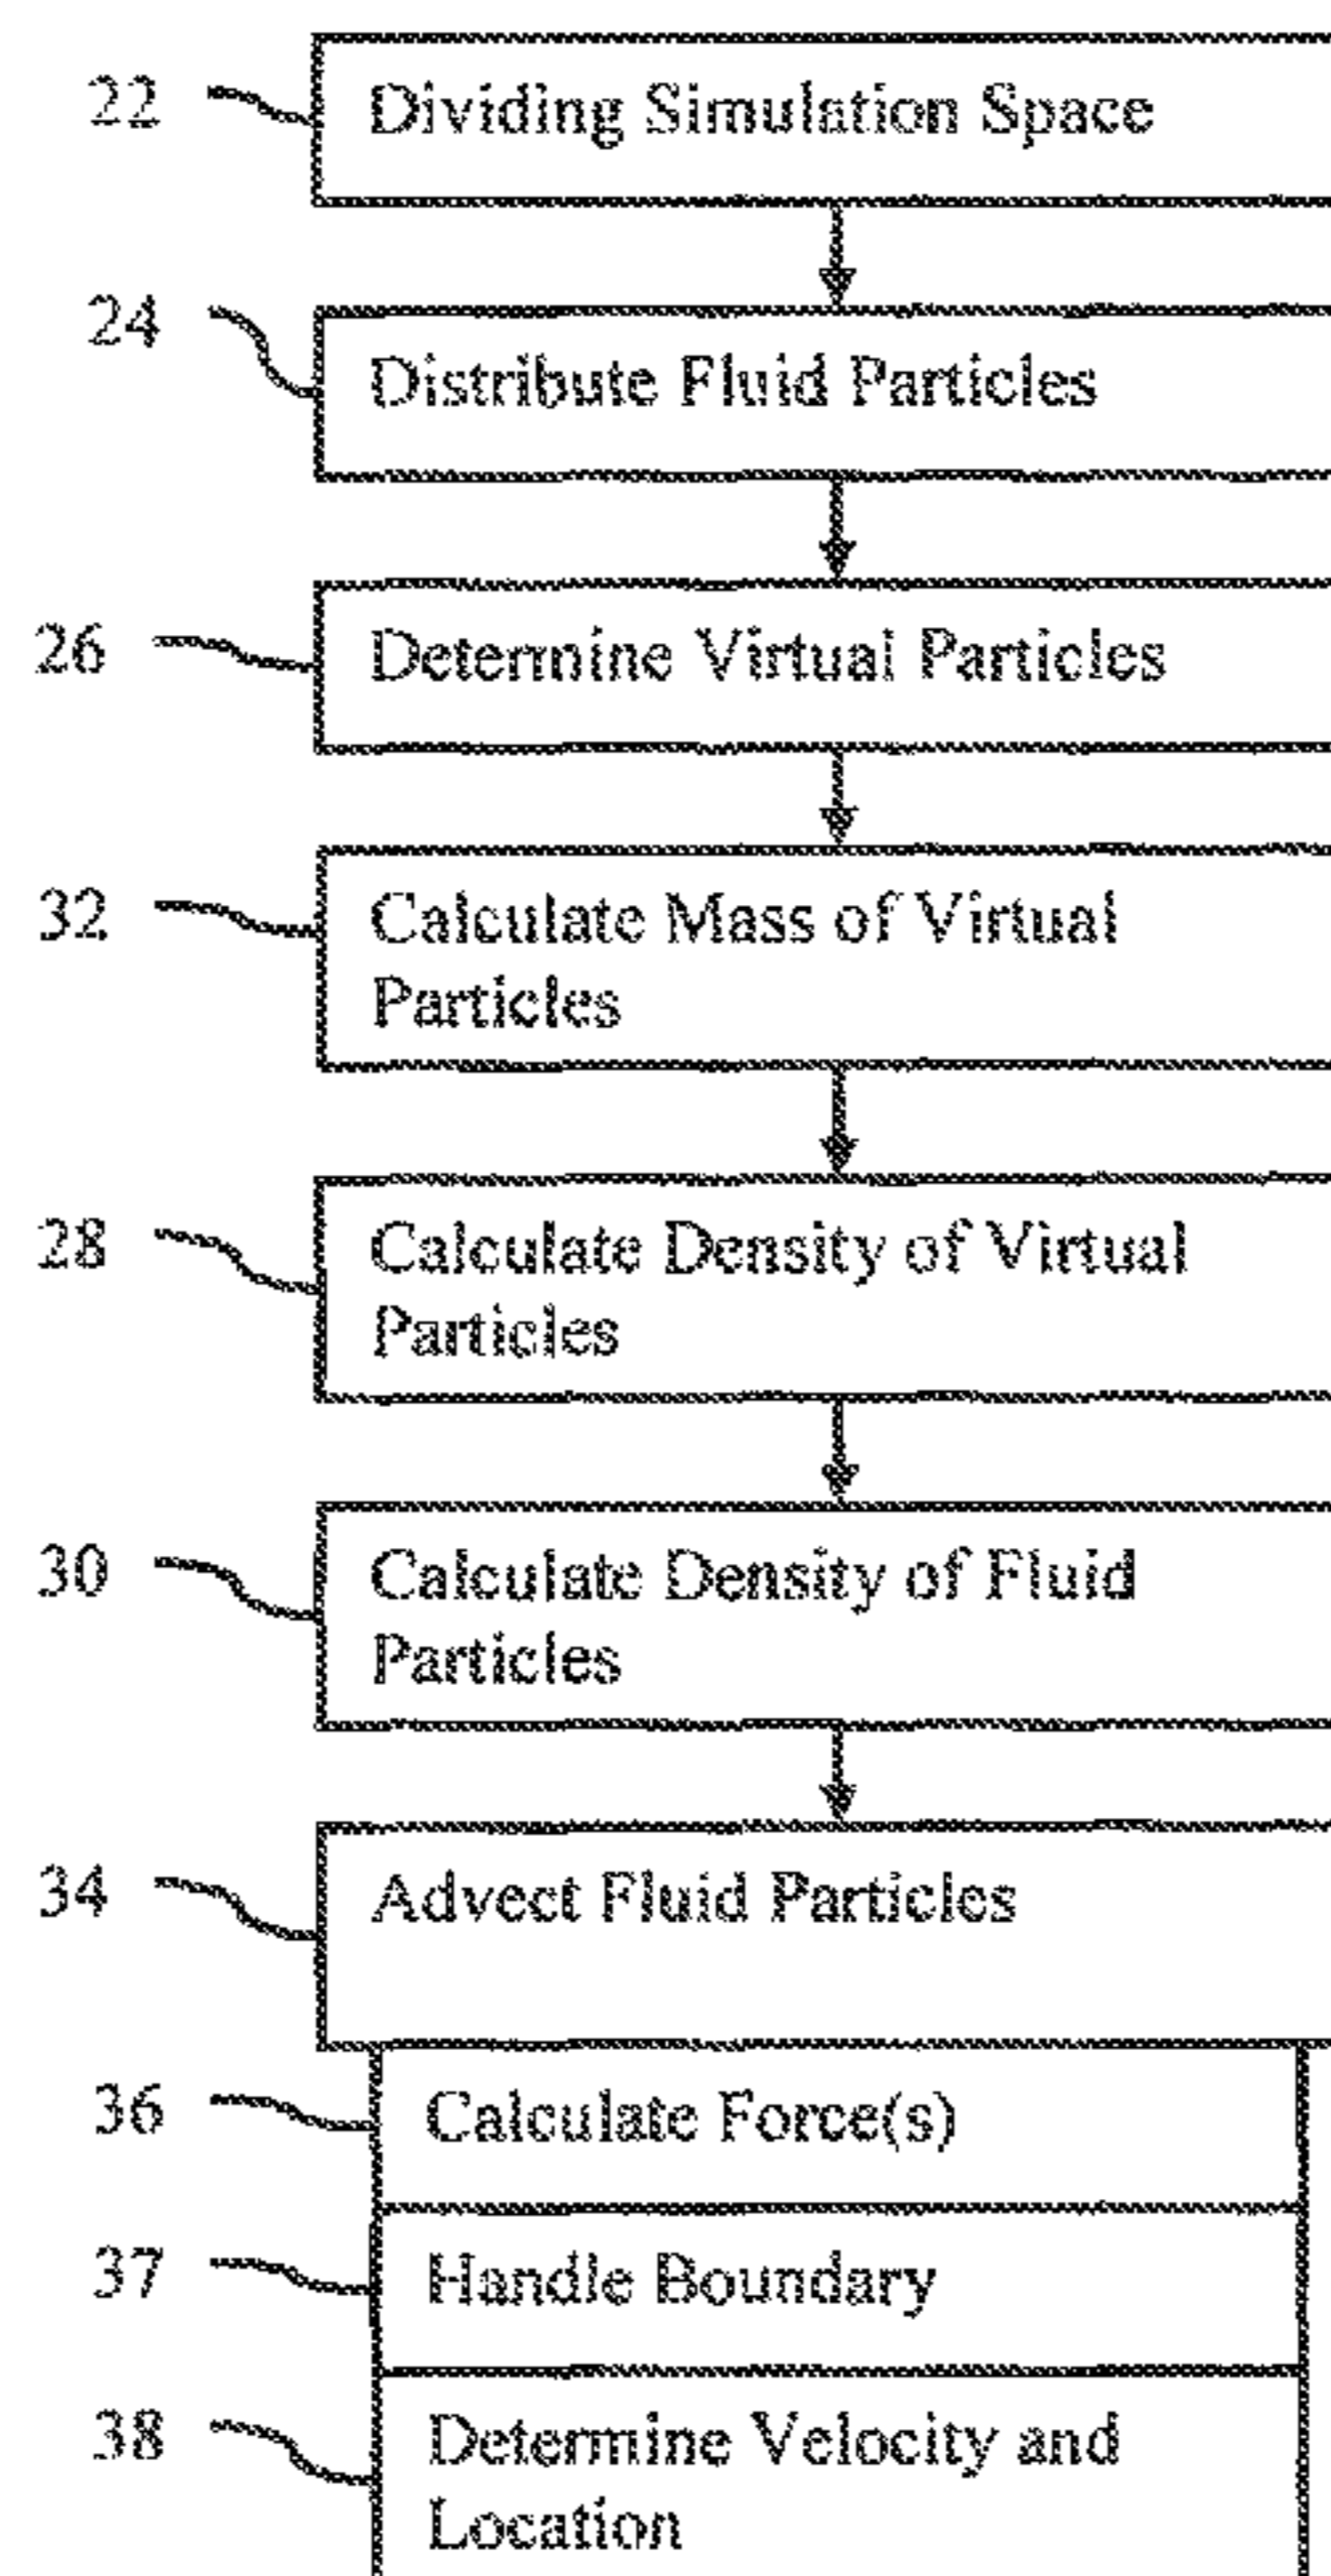 22 Dividing Simulation Space
24 Distribute Fluid Particles
26 Determine Virtual Particles
32 Calculate Mass of Virtual
Particles
28 Calculate Density of Virtual
Particles
30 Calculate Density of Fluid
Particles
34 Advect Fluid Particles
36 Calculate Force(s)
37 Handle Boundary
38 Determine Velocity and
Location